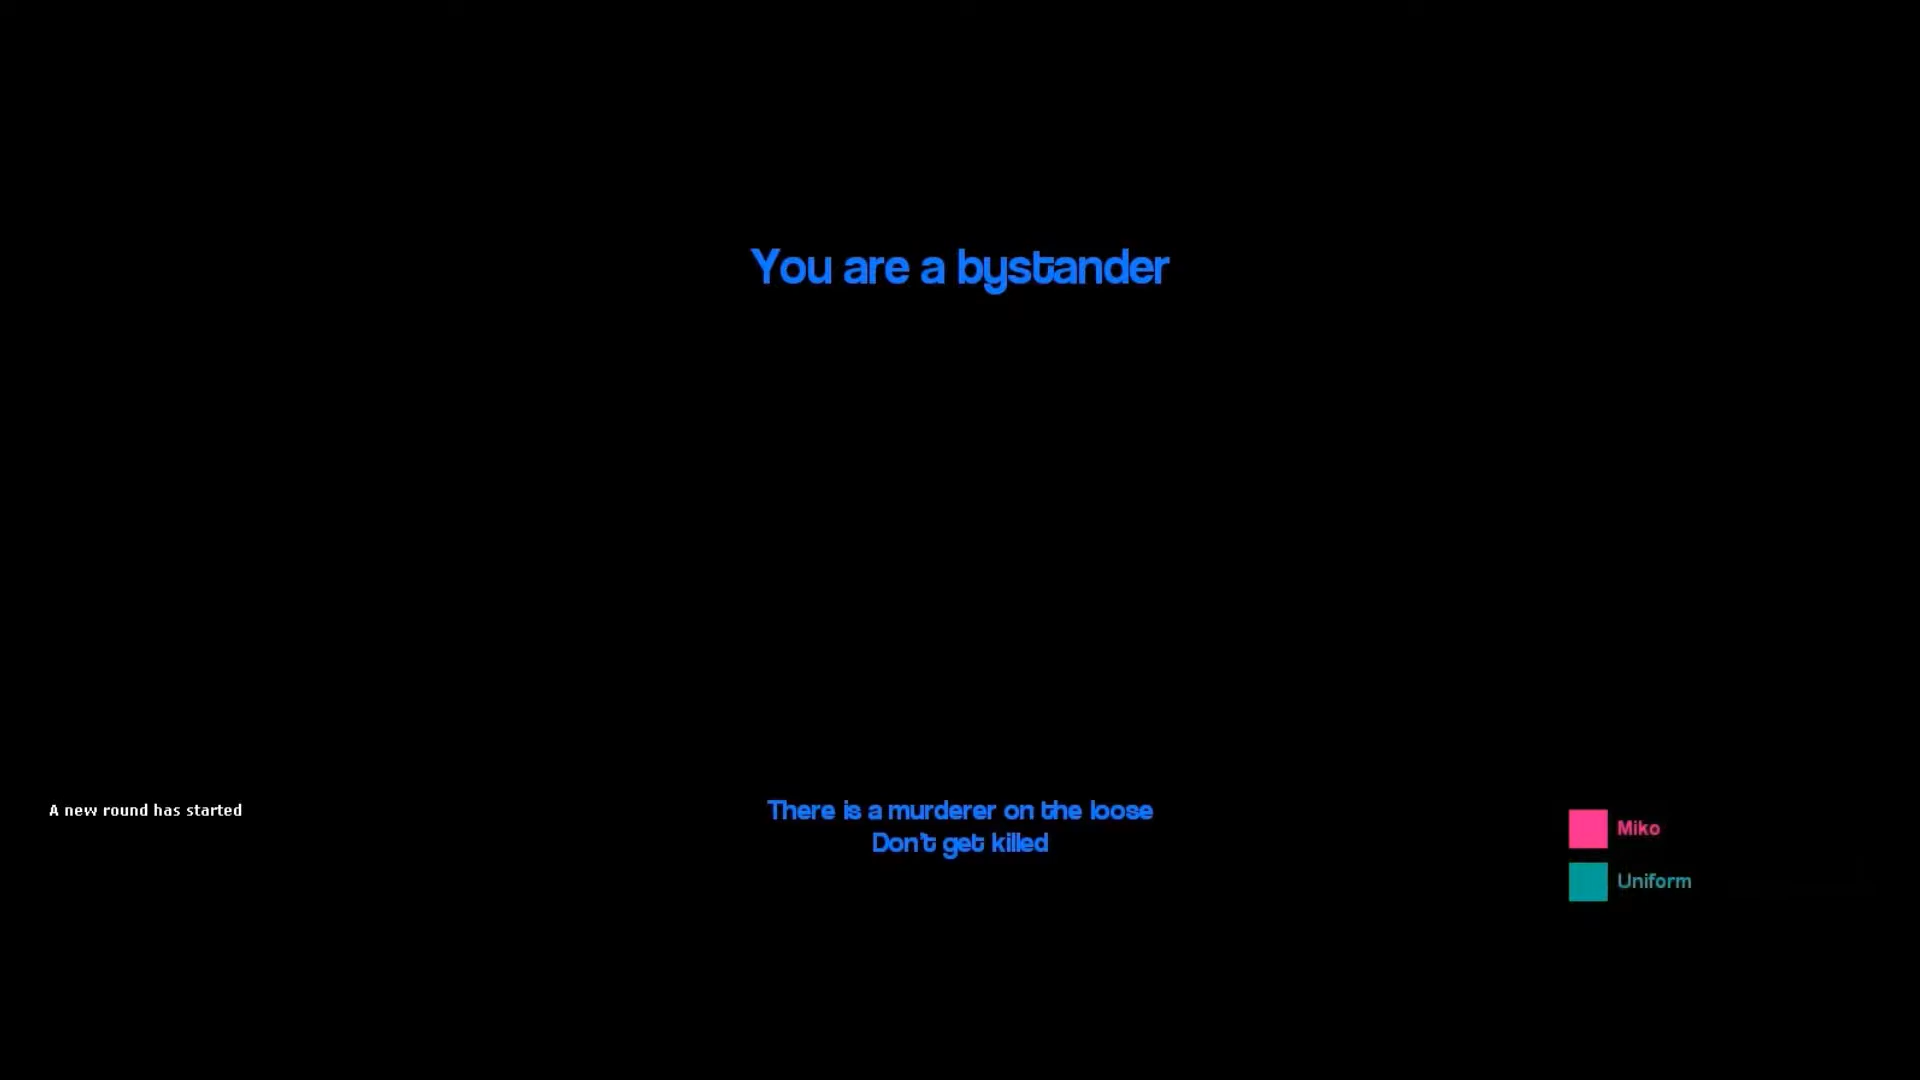 You are a bystander
A new round has started
There is a murderer on the loose
Don't get killed
Miko
Uniform